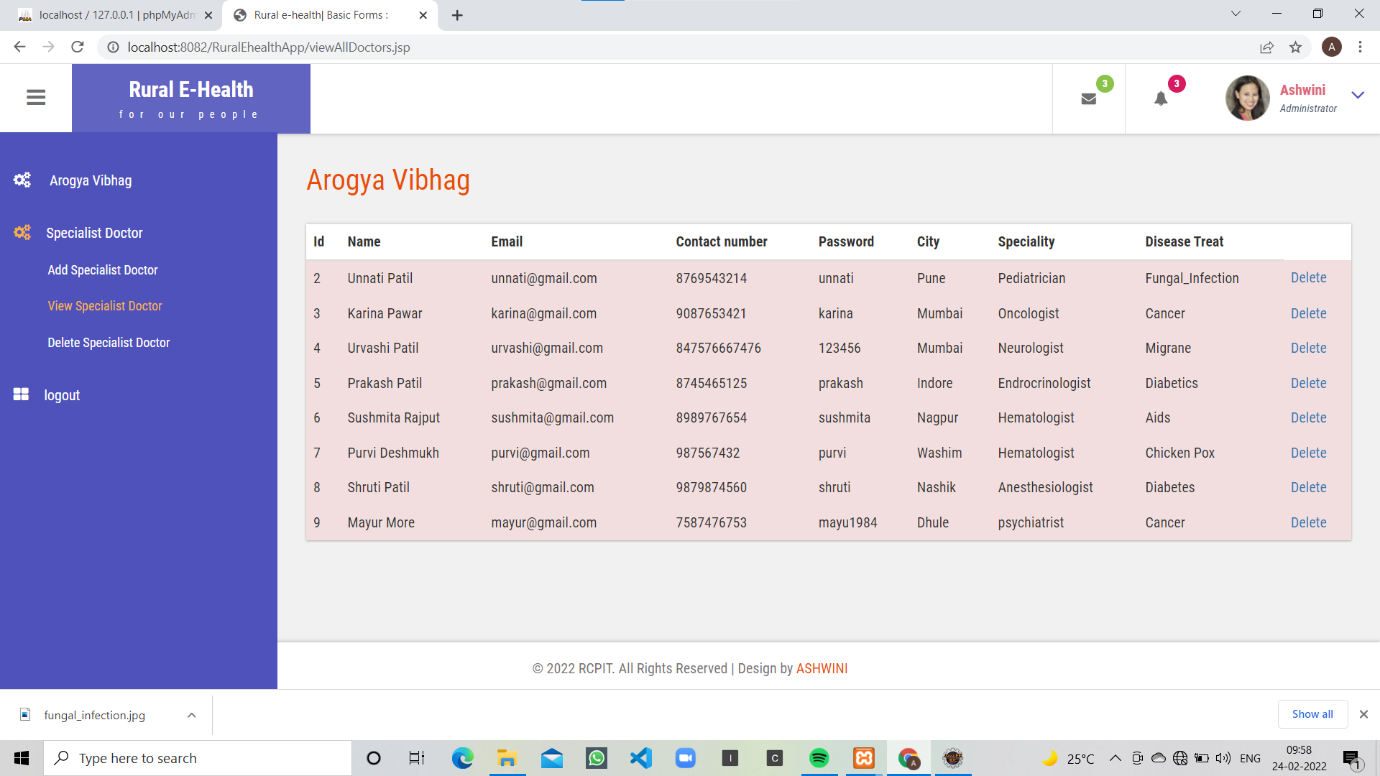 localhost / 127.0.0.1 | phpMyAdm
Rural e-health| Basic Forms :
localhost:8082/RuralEhealthApp/viewAllDoctors.jsp
A
Rural E-Health
for our people
3
3
Ashwini
Administrator
Arogya Vibhag
Specialist Doctor
Add Specialist Doctor
View Specialist Doctor
Delete Specialist Doctor
logout
Arogya Vibhag
Id Name Email Contact number Password City Speciality Disease Treat
2 Unnati Patil unnati@gmail.com 8769543214 unnati Pune Pediatrician Fungal_Infection Delete
3 Karina Pawar karina@gmail.com 9087653421 karina Mumbai Oncologist Cancer Delete
4 Urvashi Patil urvashi@gmail.com 847576667476 123456 Mumbai Neurologist Migrane Delete
5 Prakash Patil prakash@gmail.com 8745465125 prakash Indore Endrocrinologist Diabetics Delete
6 Sushmita Rajput sushmita@gmail.com 8989767654 sushmita Nagpur Hematologist Aids Delete
7 Purvi Deshmukh purvi@gmail.com 987567432 purvi Washim Hematologist Chicken Pox Delete
8 Shruti Patil shruti@gmail.com 9879874560 shruti Nashik Anesthesiologist Diabetes Delete
9 Mayur More mayur@gmail.com 7587476753 mayu1984 Dhule psychiatrist Cancer Delete
© 2022 RCPIT. All Rights Reserved | Design by ASHWINI
fungal_infection.jpg
Show all
Type here to search
I
C
A
25°C
ENG
09:58
24-02-2022
1